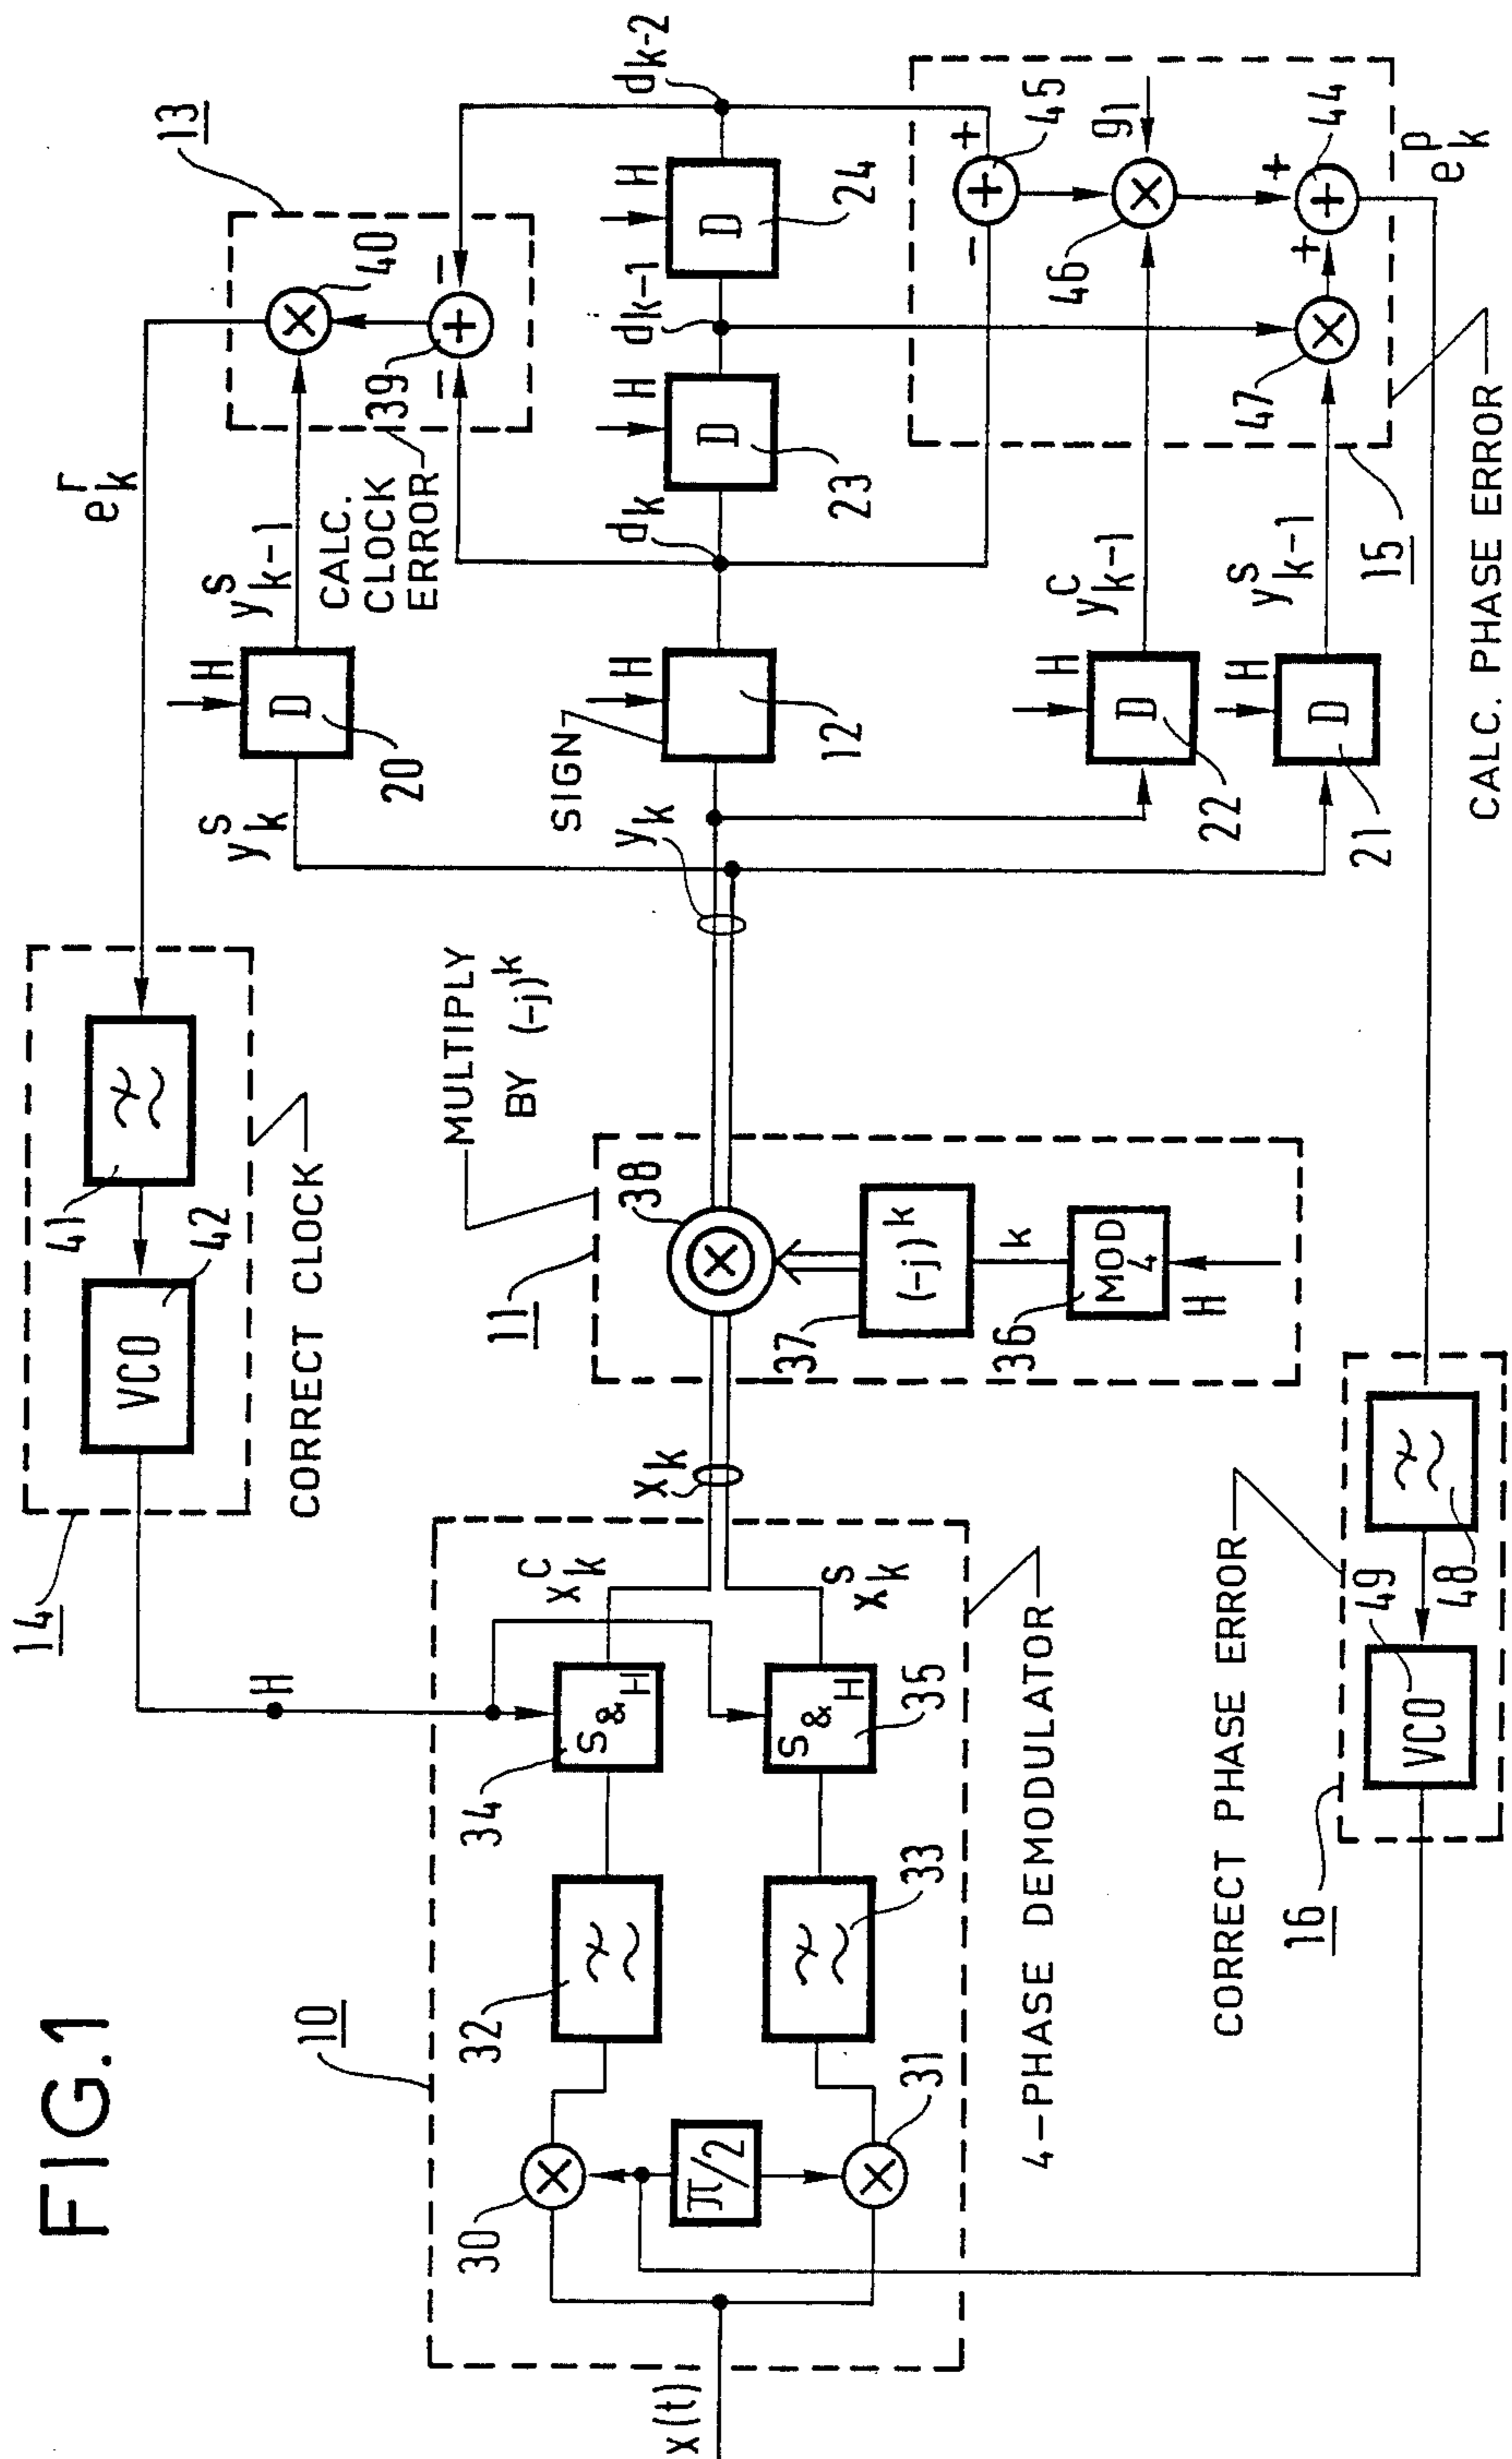 FIG.1
14
41
VCO
42
CORRECT CLOCK
e^r_k
13
40
39
CALC.
CLOCK
ERROR
y^s_k
H
D
20
y^s_{k-1}
x(t)
10
30
π/2
31
32
33
34
S & H
S & H
35
H
x^c_k
x^s_k
4-PHASE DEMODULATOR
x_k
11
MULTIPLY
BY (-j)^k
38
37
(-j)^k
k
36
MOD
4
H
y_k
SIGN
H
12
d_k
H
D
23
d_{k-1}
H
D
24
d_{k-2}
H
D
22
y^c_{k-1}
H
D
21
y^s_{k-1}
+
45
-
46
g_1
+
44
+
47
15
CALC. PHASE ERROR
e^p_k
CORRECT PHASE ERROR
16
VCO
49
48